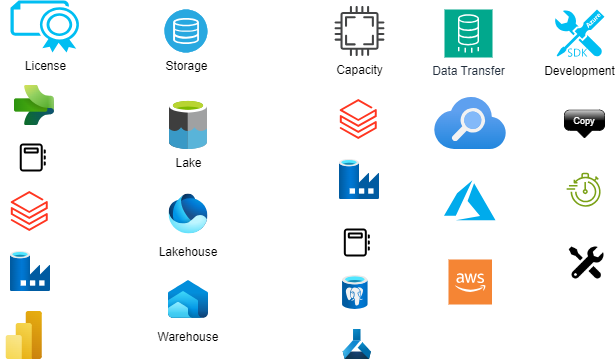 License
Storage
Capacity
Data Transfer
Azure
SDK
Development
Copy
Lake
Lakehouse
aws
Warehouse